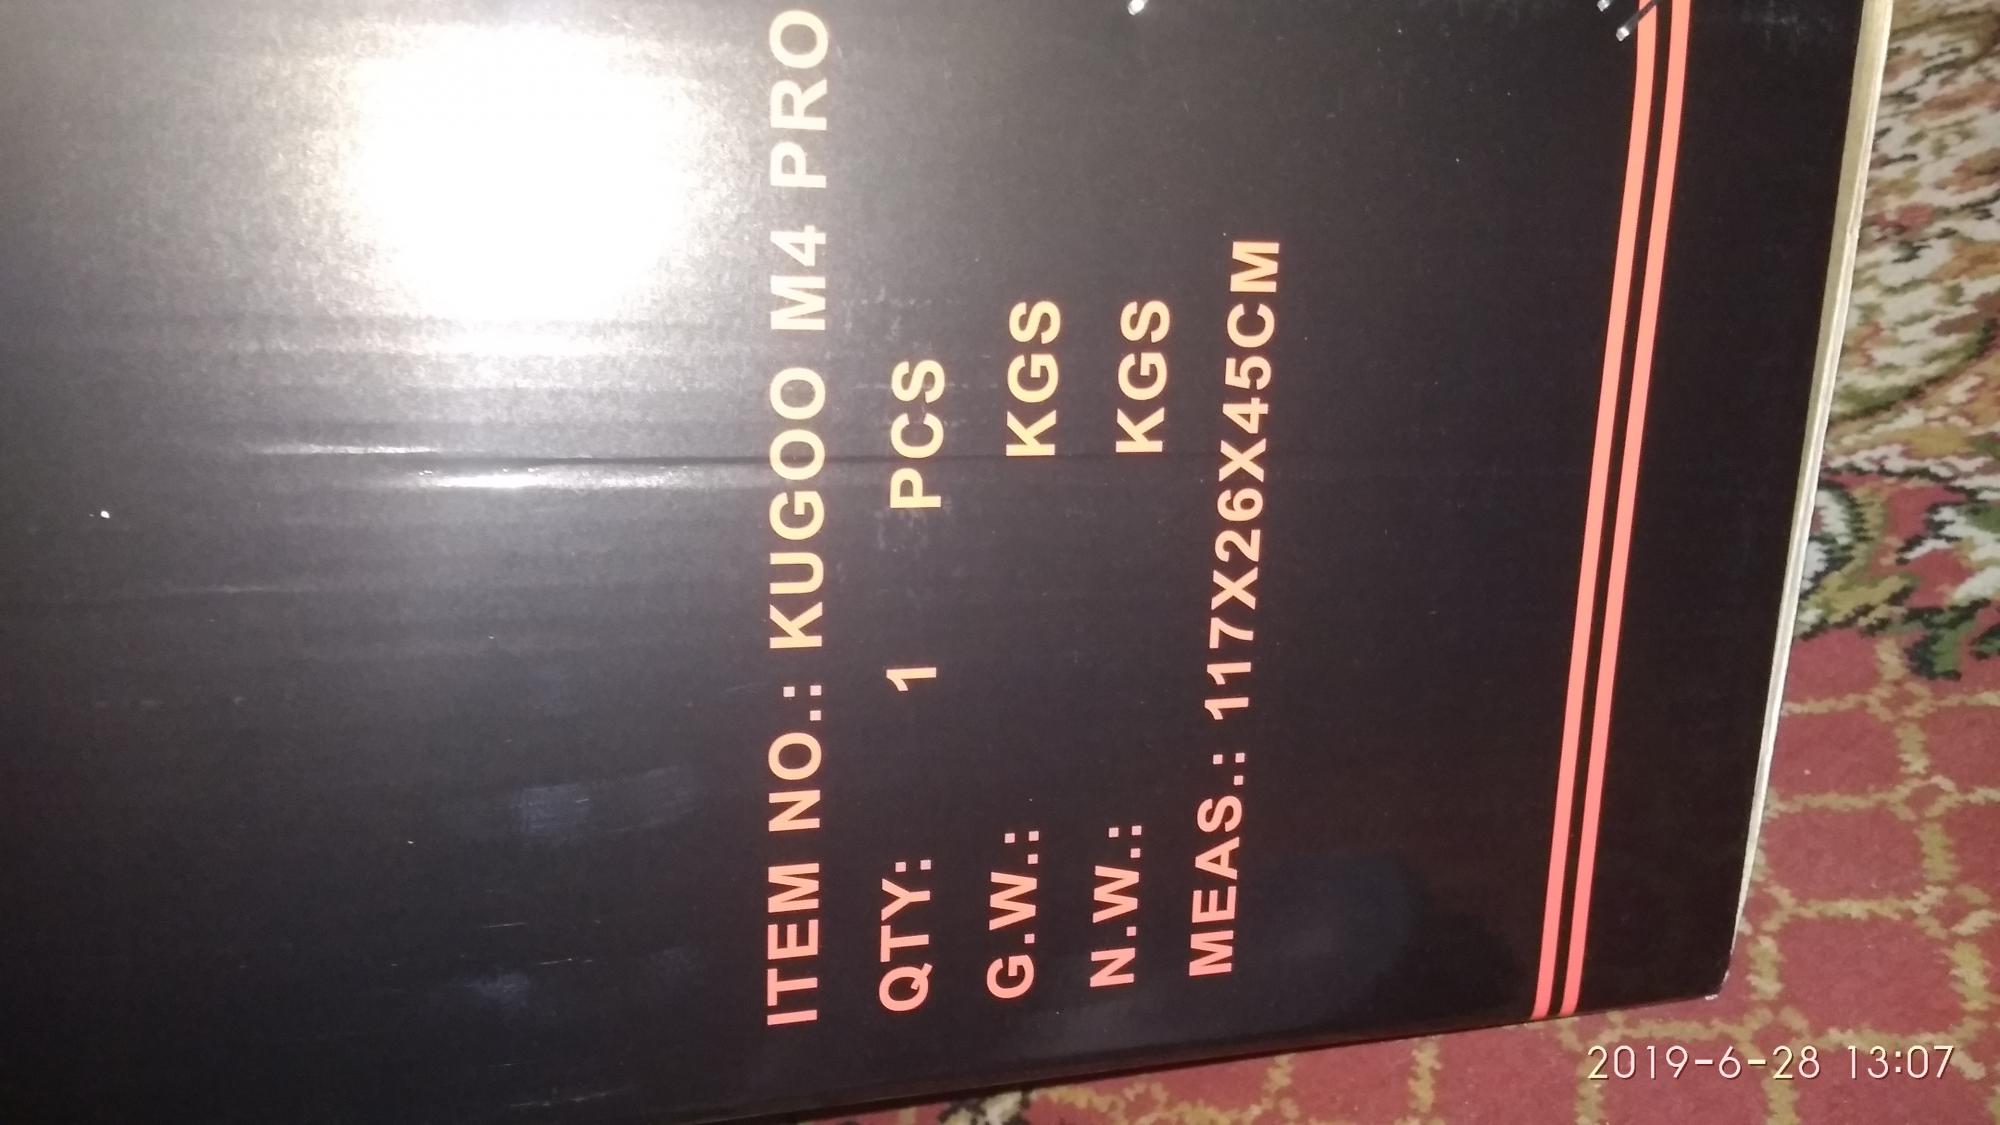 ITEM NO.: KUGOO M4 PRO
QTY: 1 PCS
G.W.: KGS
N.W.: KGS
MEAS.: 117X26X45CM
2019-6-28 13:07